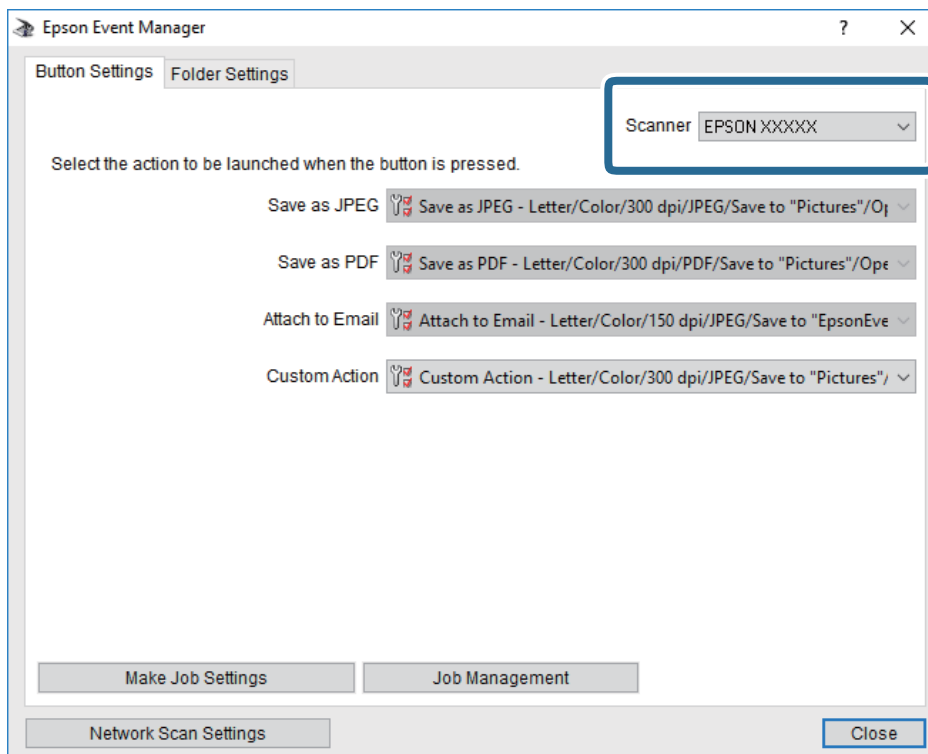 Epson Event Manager
Button Settings Folder Settings
Scanner EPSON XXXXX
Select the action to be launched when the button is pressed.
Save as JPEG Save as JPEG - Letter/Color/300 dpi/JPEG/Save to "Pictures"/Op
Save as PDF Save as PDF - Letter/Color/300 dpi/PDF/Save to "Pictures"/Ope
Attach to Email Attach to Email - Letter/Color/150 dpi/JPEG/Save to "EpsonEve
Custom Action Custom Action - Letter/Color/300 dpi/JPEG/Save to "Pictures"/
Make Job Settings Job Management
Network Scan Settings Close